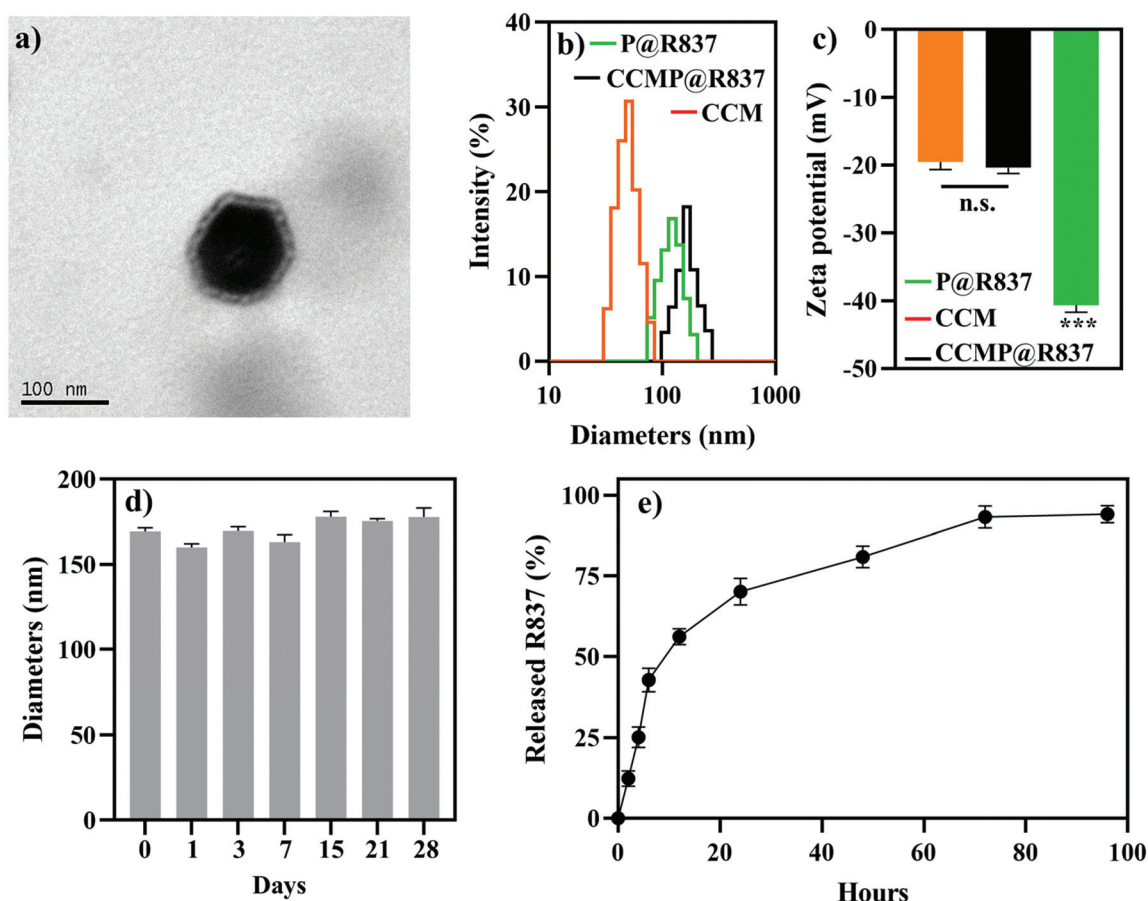 a)
100 nm
b)
P@R837
CCMP@R837
CCM
Intensity (%)
40
30
20
10
0
10
100
1000
Diameters (nm)
c)
Zeta potential (mV)
0
-10
-20
-30
-40
-50
n.s.
***
P@R837
CCM
CCMP@R837
d)
Diameters (nm)
200
150
100
50
0
0 1 3 7 15 21 28
Days
e)
Released R837 (%)
100
75
50
25
0
0 20 40 60 80 100
Hours